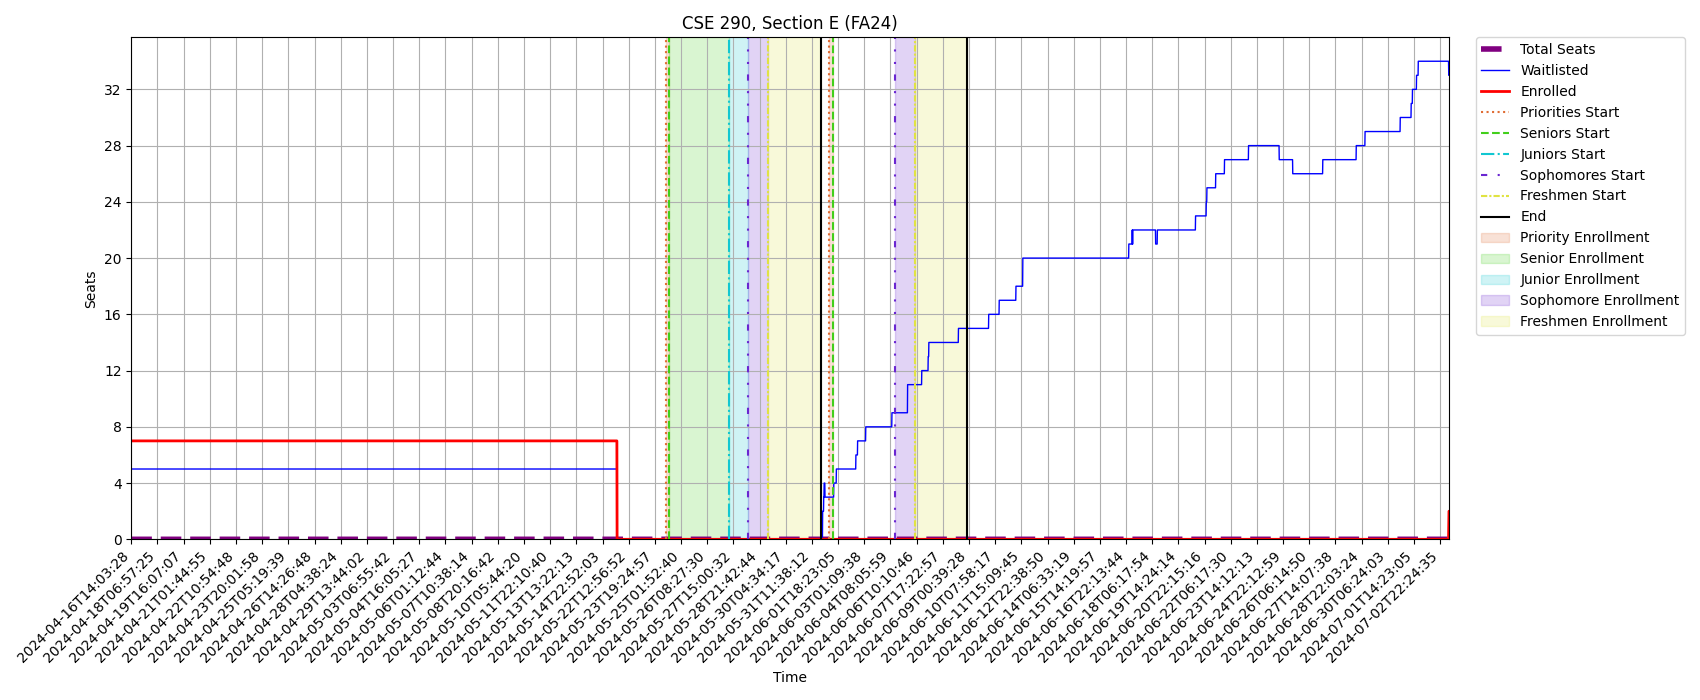 CSE 290, Section E (FA24)
Seats
32
28
24
20
16
12
8
4
0
2024-04-16T14:03:28
2024-04-18T06:57:25
2024-04-19T16:07:07
2024-04-21T01:44:55
2024-04-22T10:54:48
2024-04-23T20:01:58
2024-04-25T05:19:39
2024-04-26T14:26:48
2024-04-28T04:38:24
2024-04-29T13:44:02
2024-05-03T06:55:42
2024-05-04T16:05:27
2024-05-06T01:12:44
2024-05-07T10:38:14
2024-05-08T20:16:42
2024-05-10T05:44:20
2024-05-11T22:10:40
2024-05-13T13:22:13
2024-05-14T22:52:03
2024-05-22T12:56:52
2024-05-23T19:24:57
2024-05-25T01:52:40
2024-05-26T08:27:30
2024-05-27T15:00:32
2024-05-28T21:42:44
2024-05-30T04:34:17
2024-05-31T11:38:12
2024-06-01T18:23:05
2024-06-03T01:09:38
2024-06-04T08:05:59
2024-06-06T10:10:46
2024-06-07T17:22:57
2024-06-09T00:39:28
2024-06-10T07:58:17
2024-06-11T15:09:45
2024-06-12T22:38:50
2024-06-14T06:33:19
2024-06-15T14:19:57
2024-06-16T22:13:44
2024-06-18T06:17:54
2024-06-19T14:24:14
2024-06-20T22:15:16
2024-06-22T06:17:30
2024-06-23T14:12:13
2024-06-24T22:12:59
2024-06-26T06:14:50
2024-06-27T14:07:38
2024-06-28T22:03:24
2024-06-30T06:24:03
2024-07-01T14:23:05
2024-07-02T22:24:35
Time
Total Seats
Waitlisted
Enrolled
Priorities Start
Seniors Start
Juniors Start
Sophomores Start
Freshmen Start
End
Priority Enrollment
Senior Enrollment
Junior Enrollment
Sophomore Enrollment
Freshmen Enrollment